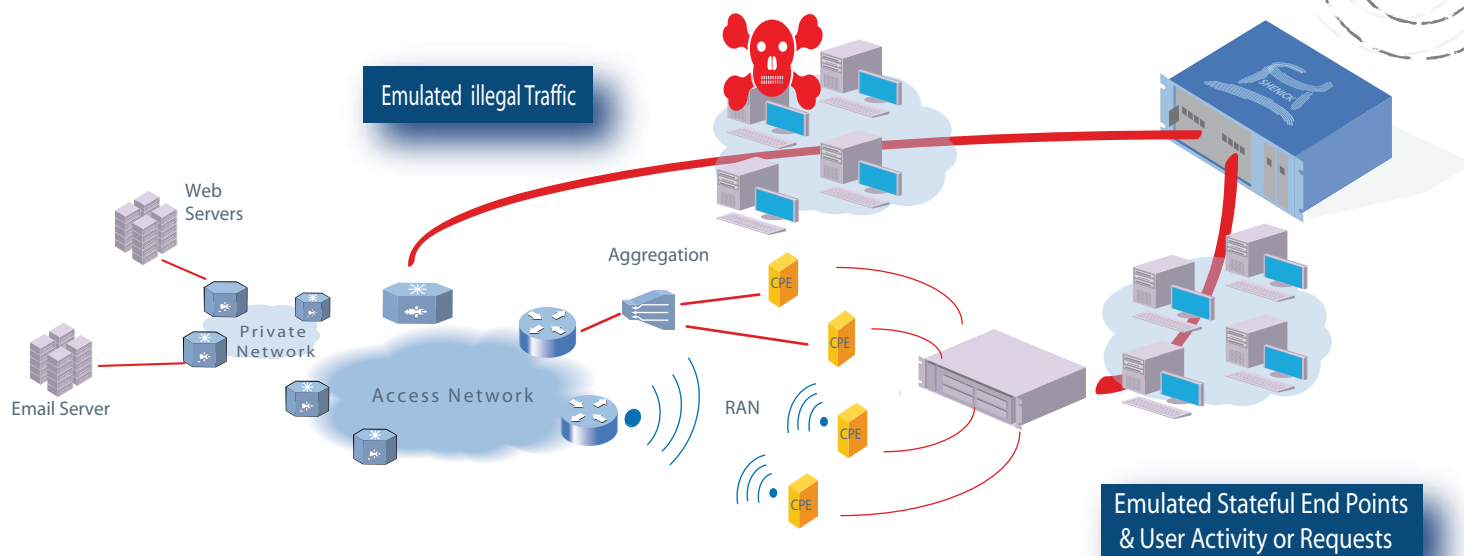 Emulated illegal Traffic
SHENICK
Web
Servers
Aggregation
CPE
CPE
Private
Network
Email Server
Access Network
RAN
CPE
CPE
Emulated Stateful End Points
& User Activity or Requests